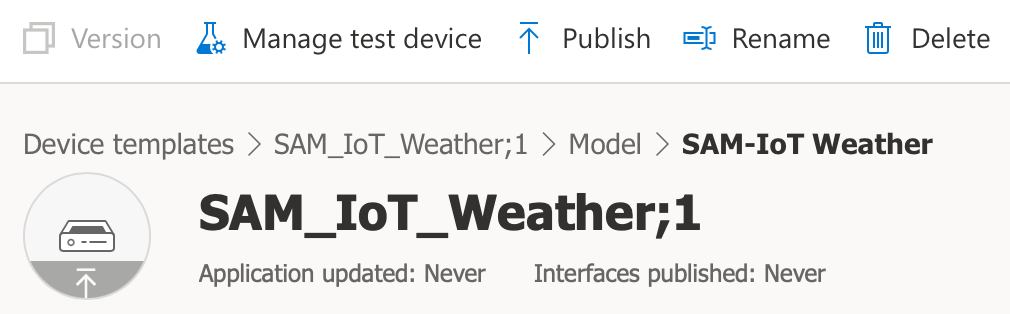 Version Manage test device Publish Rename Delete
Device templates > SAM_IoT_Weather;1 > Model > SAM-IoT Weather
SAM_IoT_Weather;1
Application updated: Never Interfaces published: Never